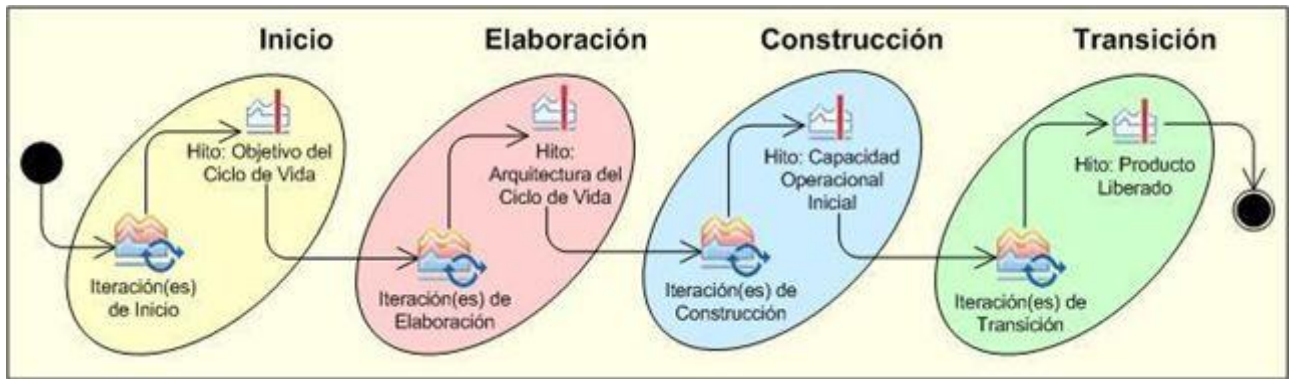 Inicio
Elaboración
Construcción
Transición
Hito: Objetivo del
Ciclo de Vida
Iteración(es)
de Inicio
Hito:
Arquitectura del
Ciclo de Vida
Iteración(es) de
Elaboración
Hito: Capacidad
Operacional
Inicial
Iteración(es) de
Construcción
Hito: Producto
Liberado
Iteración(es) de
Transición